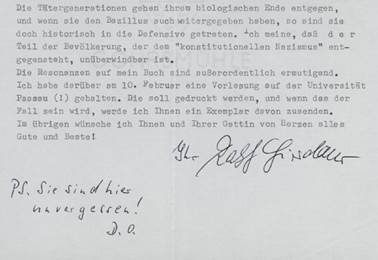 Die Tätergenerationen gehen ihrem biologischen Ende entgegen,
und wenn sie den Bazillus auch weitergegeben haben, so sind sie
doch historisch in die Defensive getreten. Ich meine, daß d e r
Teil der Bevölkerung, der dem "konstitutionellen Nazismus" ent-
gegensteht, unüberwindbar ist.
Die Resonanzen auf mein Buch sind außerordentlich ermutigend.
Ich habe darüber am 10. Februar eine Vorlesung auf der Universität
Passau (!) gehalten. Die soll gedruckt werden, und wenn das der
Fall sein wird, werde ich Ihnen ein Exemplar davon zusenden.
Im übrigen wünsche ich Ihnen und Ihrer Gattin von Herzen alles
Gute und Beste!
Ihr
PS. Sie sind hier
unvergessen!
D.O.